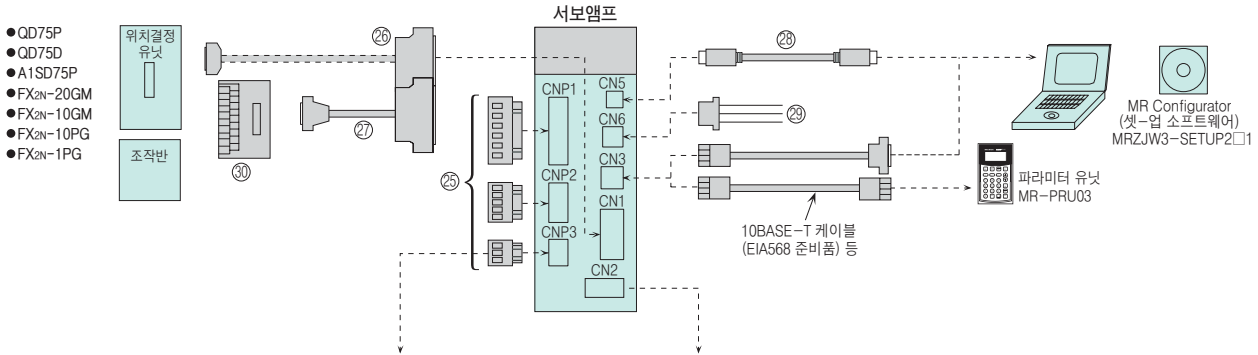 서보앰프
●QD75P
●QD75D
●A1SD75P
●FX2N-20GM
●FX2N-10GM
●FX2N-10PG
●FX2N-1PG
위치결정
유닛
조작반
㉖
㉗
㉚
㉕
CNP1
CNP2
CNP3
CN5
CN6
CN3
CN1
CN2
㉘
㉙
10BASE-T 케이블
(EIA568 준비품) 등
MR Configurator
(셋-업 소프트웨어)
MRZJW3-SETUP2□1
파라미터 유닛
MR-PRU03